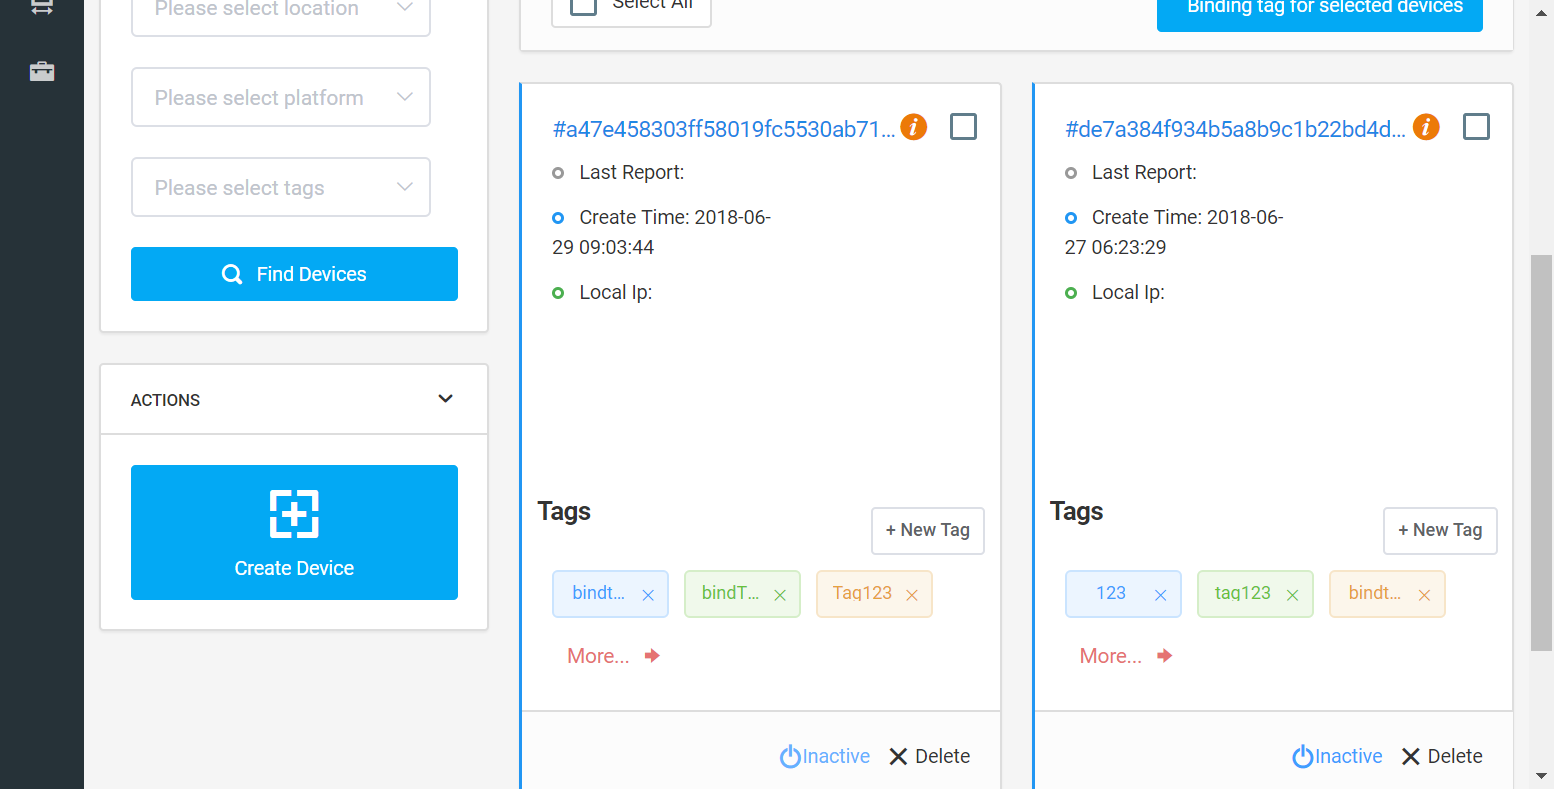 Please select location
Select All
Binding tag for selected devices
Please select platform
Please select tags
Find Devices
ACTIONS
Create Device
#a47e458303ff58019fc5530ab71...
Last Report:
Create Time: 2018-06-
29 09:03:44
Local Ip:
Tags
+ New Tag
bindt...
bindT...
Tag123
More...
Inactive
Delete
#de7a384f934b5a8b9c1b22bd4d...
Last Report:
Create Time: 2018-06-
27 06:23:29
Local Ip:
Tags
+ New Tag
123
tag123
bindt...
More...
Inactive
Delete